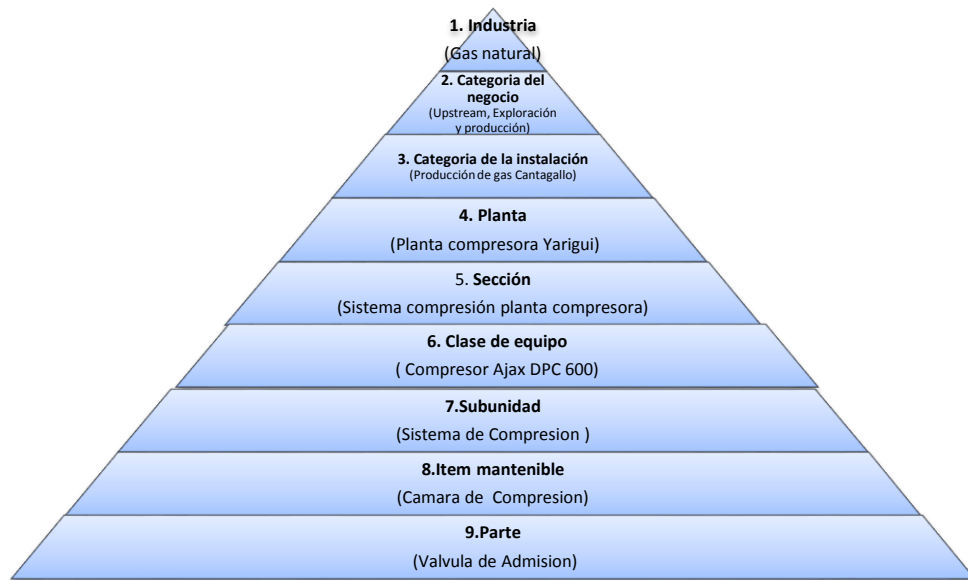 1. Industria
(Gas natural)
2. Categoria del
negocio
(Upstream, Exploración
y producción)
3. Categoria de la instalación
(Producción de gas Cantagallo)
4. Planta
(Planta compresora Yarigui)
5. Sección
(Sistema compresión planta compresora)
6. Clase de equipo
( Compresor Ajax DPC 600)
7.Subunidad
(Sistema de Compresion )
8.Item mantenible
(Camara de Compresion)
9.Parte
(Valvula de Admision)